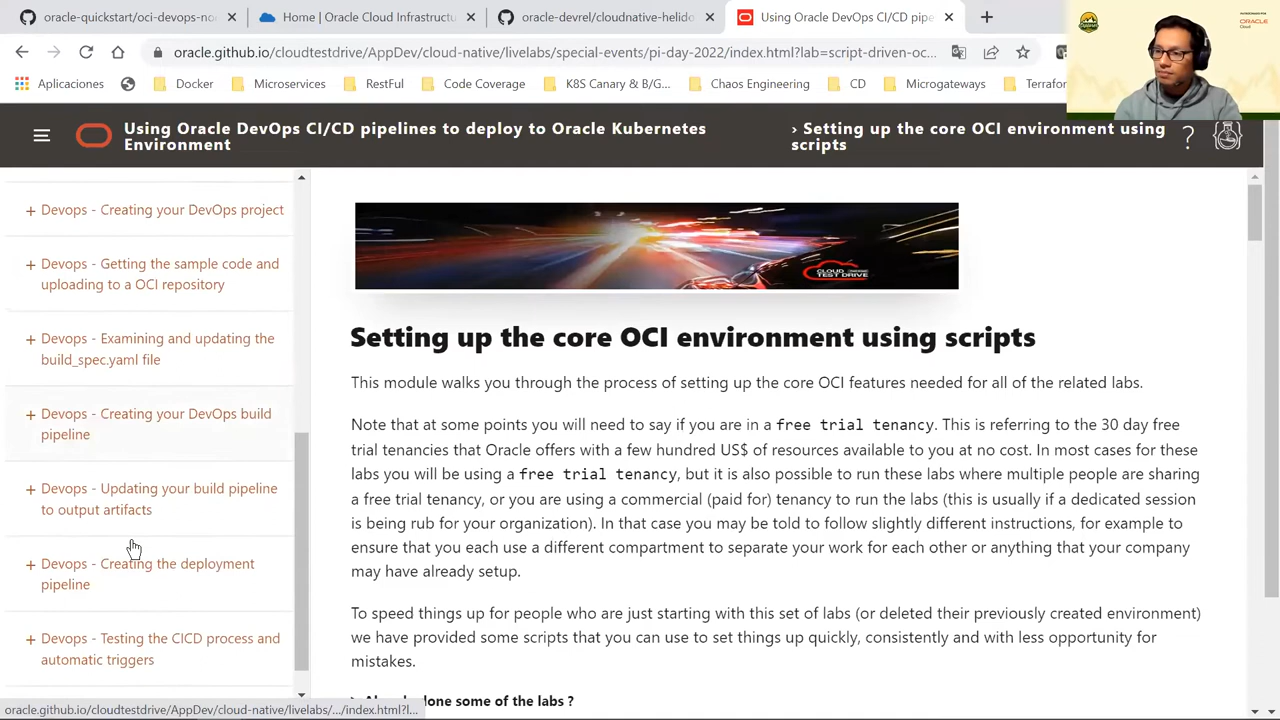 oracle-quickstart/oci-devops-no
Home | Oracle Cloud Infrastructu
oracle-devrel/cloudnative-helido
Using Oracle DevOps CI/CD pipe
oracle.github.io/cloudtestdrive/AppDev/cloud-native/livelabs/special-events/pi-day-2022/index.html?lab=script-driven-oc...
Aplicaciones
Docker
Microservices
RestFul
Code Coverage
K8S Canary & B/G...
Chaos Engineering
CD
Microgateways
Terrafor
ORACLE
Cloud
Using Oracle DevOps CI/CD pipelines to deploy to Oracle Kubernetes
Environment
› Setting up the core OCI environment using
scripts
?
+ Devops - Creating your DevOps project
+ Devops - Getting the sample code and
uploading to the OCI repository
+ Devops - Examining and updating the
build_spec.yaml file
+ Devops - Creating your DevOps build
pipeline
+ Devops - Updating your build pipeline
to output artifacts
+ Devops - Creating the deployment
pipeline
+ Devops - Testing the CICD process and
automatic triggers
oracle.github.io/cloudtestdrive/AppDev/cloud-native/livelabs/.../index.html?l...
CLOUD
TEST DRIVE
Setting up the core OCI environment using scripts
This module walks you through the process of setting up the core OCI features needed for all of the related labs.
Note that at some points you will need to say if you are in a free trial tenancy. This is referring to the 30 day free
trial tenancies that Oracle offers with a few hundred US$ of resources available to you at no cost. In most cases for these
labs you will be using a free trial tenancy, but it is also possible to run these labs where multiple people are sharing
a free trial tenancy, or you are using a commercial (paid for) tenancy to run the labs (this is usually if a dedicated session
is being rub for your organization). In that case you may be told to follow slightly different instructions, for example to
ensure that you each use a different compartment to separate your work for each other or anything that your company
may have already setup.
To speed things up for people who are just starting with this set of labs (or deleted their previously created environment)
we have provided some scripts that you can use to set things up quickly, consistently and with less opportunity for
mistakes.
done some of the labs ?